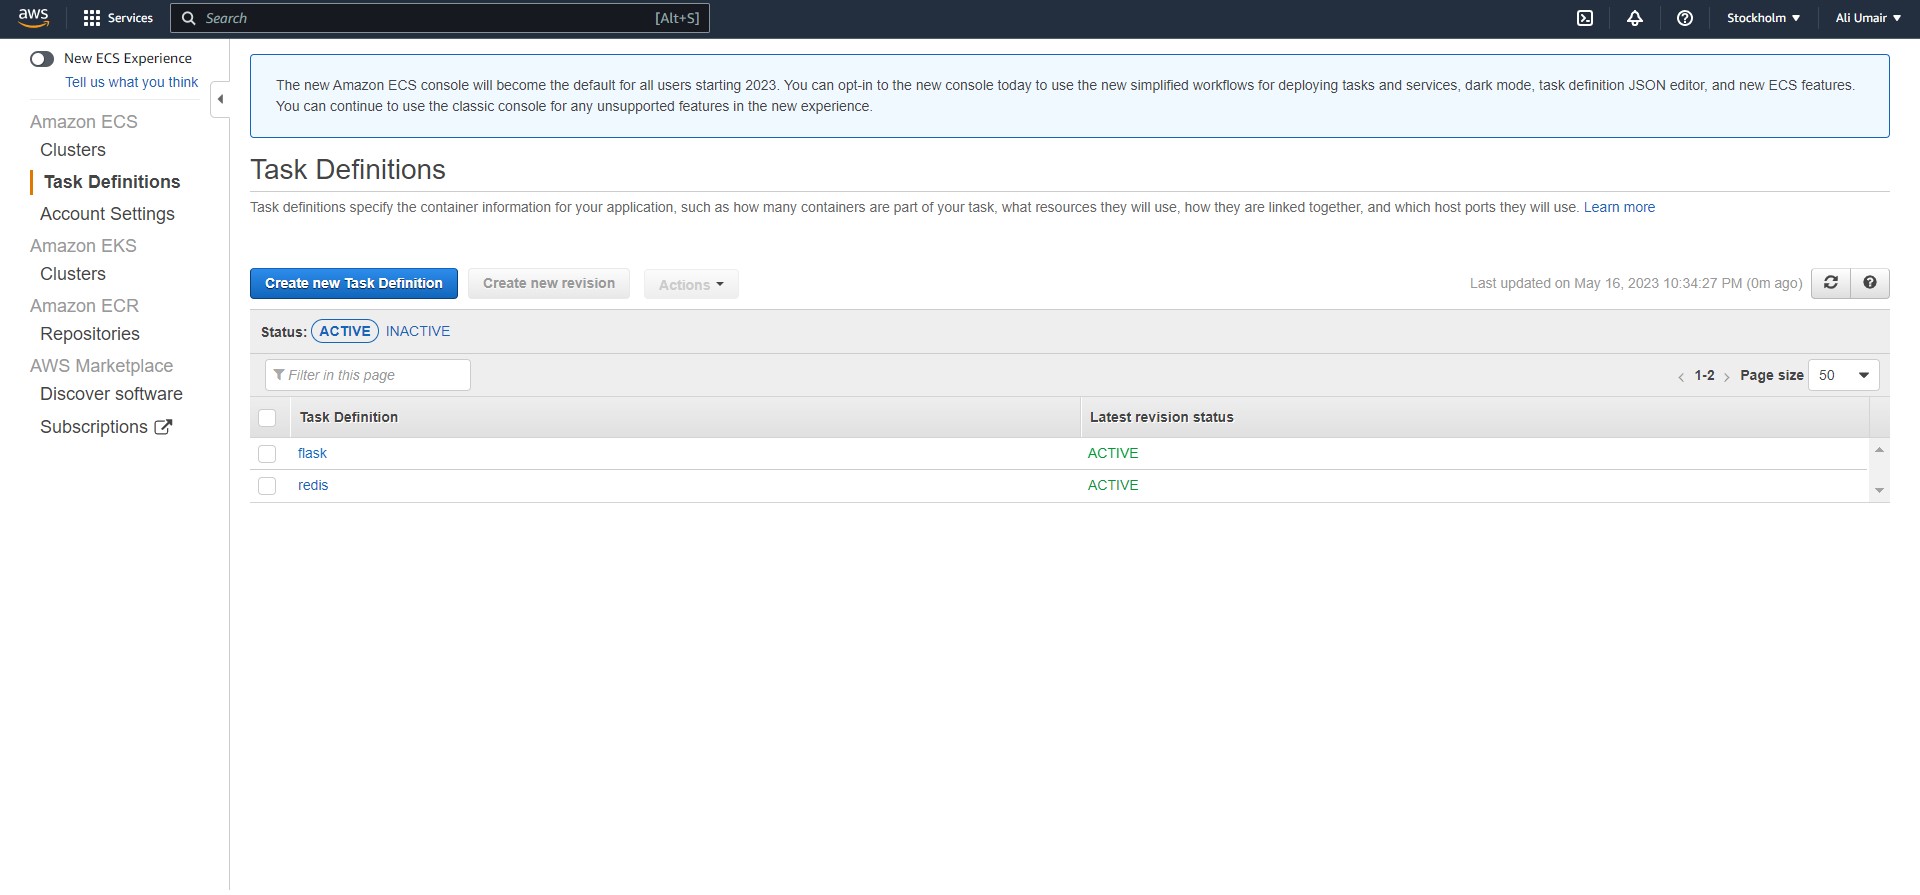 aws Services Search [Alt+S] Stockholm Ali Umair
New ECS Experience
Tell us what you think
Amazon ECS
Clusters
Task Definitions
Account Settings
Amazon EKS
Clusters
Amazon ECR
Repositories
AWS Marketplace
Discover software
Subscriptions
The new Amazon ECS console will become the default for all users starting 2023. You can opt-in to the new console today to use the new simplified workflows for deploying tasks and services, dark mode, task definition JSON editor, and new ECS features.
You can continue to use the classic console for any unsupported features in the new experience.
Task Definitions
Task definitions specify the container information for your application, such as how many containers are part of your task, what resources they will use, how they are linked together, and which host ports they will use. Learn more
Create new Task Definition Create new revision Actions Last updated on May 16, 2023 10:34:27 PM (0m ago)
Status: ACTIVE INACTIVE
Filter in this page < 1-2 > Page size 50
Task Definition Latest revision status
flask ACTIVE
redis ACTIVE